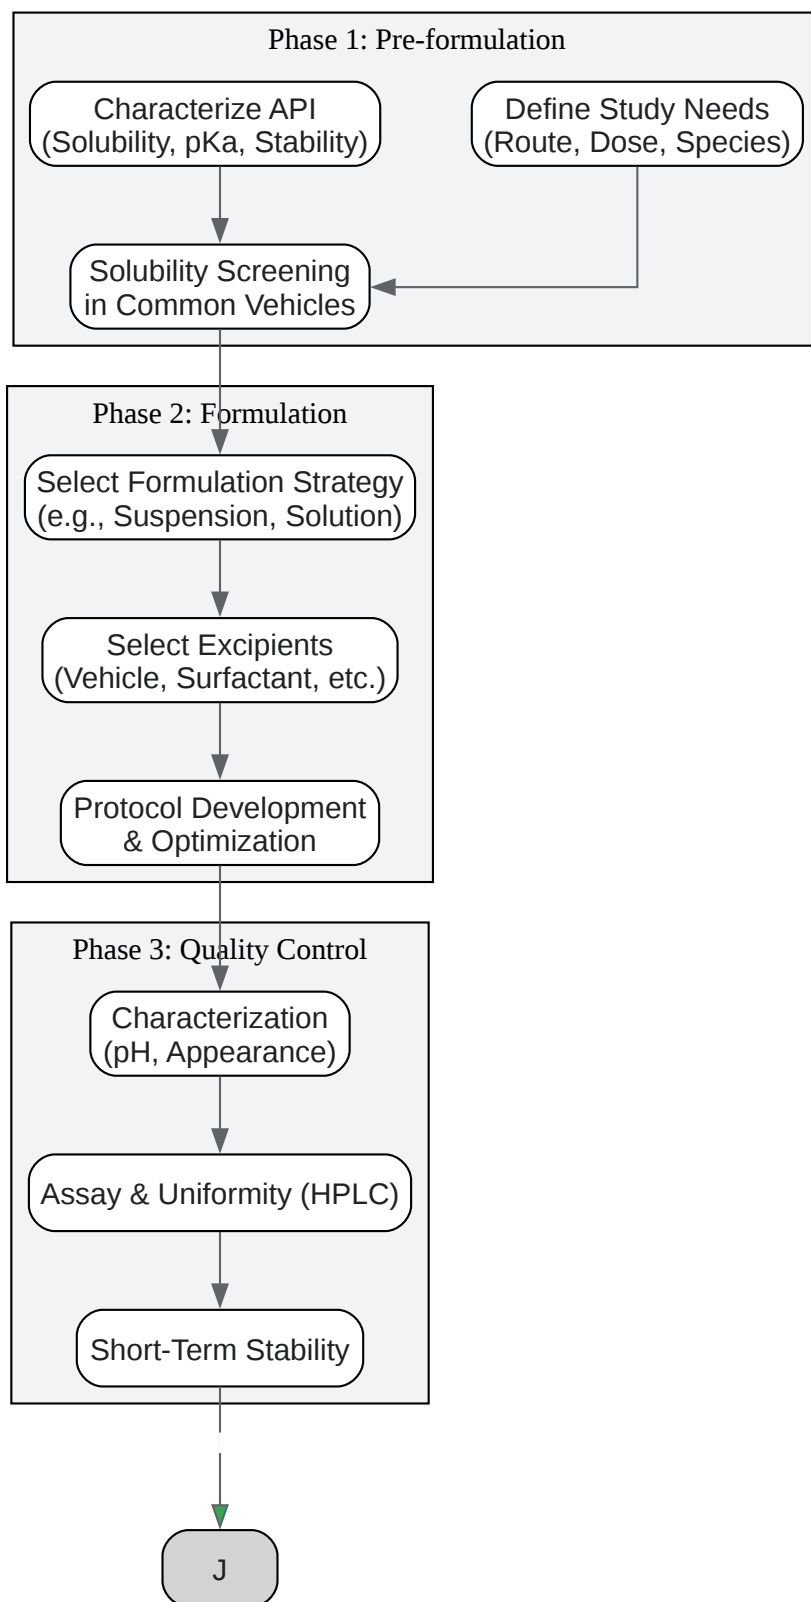 Phase 1: Pre-formulation
Characterize API
(Solubility, pKa, Stability)
Define Study Needs
(Route, Dose, Species)
Solubility Screening
in Common Vehicles
Phase 2: Formulation
Select Formulation Strategy
(e.g., Suspension, Solution)
Select Excipients
(Vehicle, Surfactant, etc.)
Protocol Development
& Optimization
Phase 3: Quality Control
Characterization
(pH, Appearance)
Assay & Uniformity (HPLC)
Short-Term Stability
J